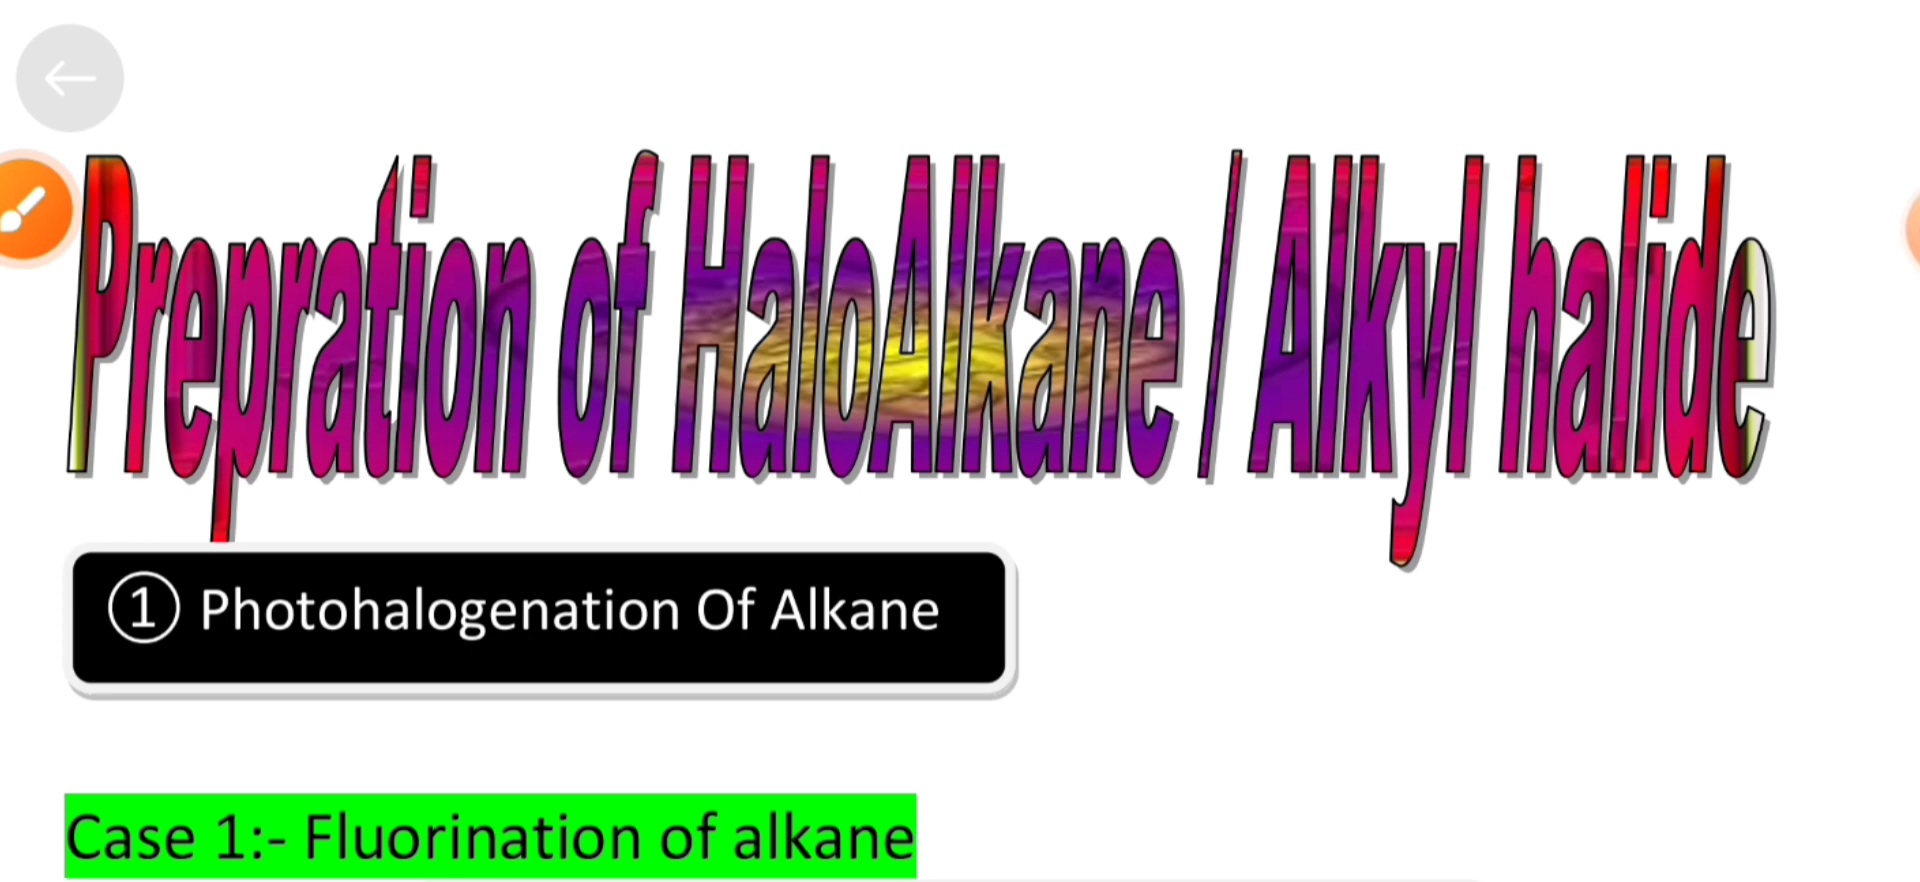 Prepration of HaloAlkane / Alkyl halide
① Photohalogenation Of Alkane
Case 1:- Fluorination of alkane